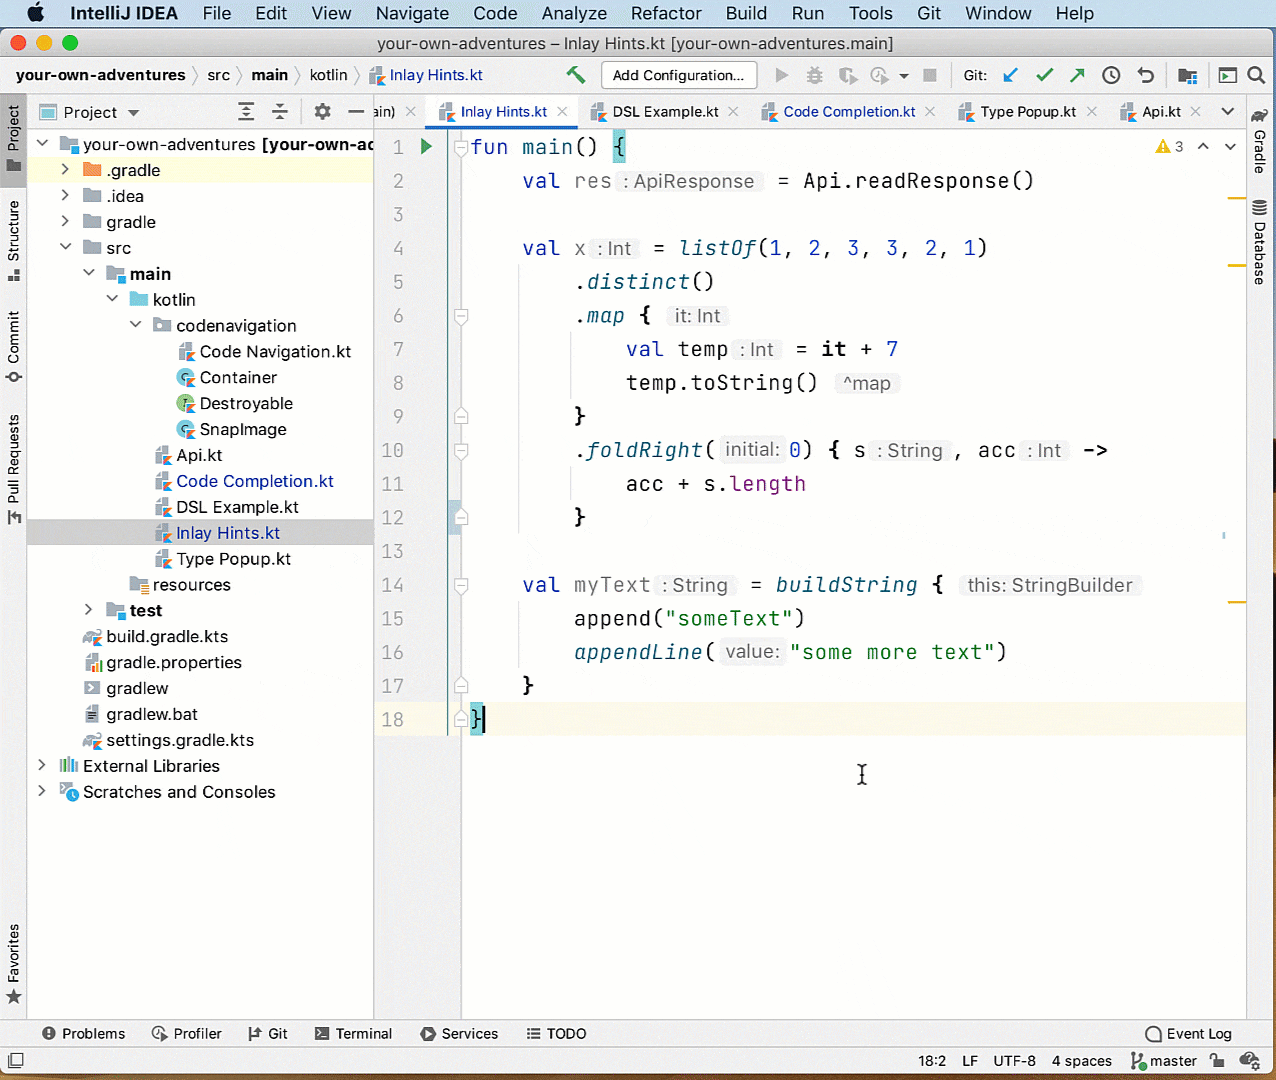 IntelliJ IDEA File Edit View Navigate Code Analyze Refactor Build Run Tools Git Window Help
your-own-adventures – Inlay Hints.kt [your-own-adventures.main]
your-own-adventures src main kotlin Inlay Hints.kt Add Configuration... Git:
Project ain) Inlay Hints.kt DSL Example.kt Code Completion.kt Type Popup.kt Api.kt
Project
Structure
Commit
Pull Requests
Favorites
your-own-adventures [your-own-ad
.gradle
.idea
gradle
src
main
kotlin
codenavigation
Code Navigation.kt
Container
Destroyable
SnapImage
Api.kt
Code Completion.kt
DSL Example.kt
Inlay Hints.kt
Type Popup.kt
resources
test
build.gradle.kts
gradle.properties
gradlew
gradlew.bat
settings.gradle.kts
External Libraries
Scratches and Consoles
1 fun main() {
2 val res : ApiResponse = Api.readResponse()
3
4 val x : Int = listOf(1, 2, 3, 3, 2, 1)
5 .distinct()
6 .map { it: Int
7 val temp : Int = it + 7
8 temp.toString() ^map
9 }
10 .foldRight( initial: 0) { s : String , acc : Int ->
11 acc + s.length
12 }
13
14 val myText : String = buildString { this: StringBuilder
15 append("someText")
16 appendLine( value: "some more text")
17 }
18 }
3
Gradle
Database
Problems Profiler Git Terminal Services TODO Event Log
18:2 LF UTF-8 4 spaces master